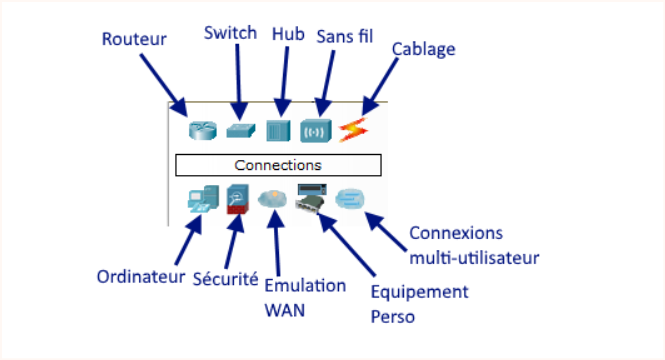 Routeur
Switch
Hub
Sans fil
Cablage
Connections
Ordinateur
Sécurité
Emulation
WAN
Equipement
Perso
Connexions
multi-utilisateur